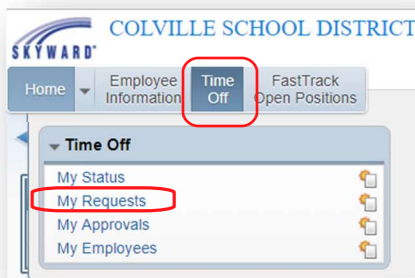 COLVILLE SCHOOL DISTRICT
SKYWARD®
Home
Employee Information
Time Off
FastTrack Open Positions
Time Off
My Status
My Requests
My Approvals
My Employees